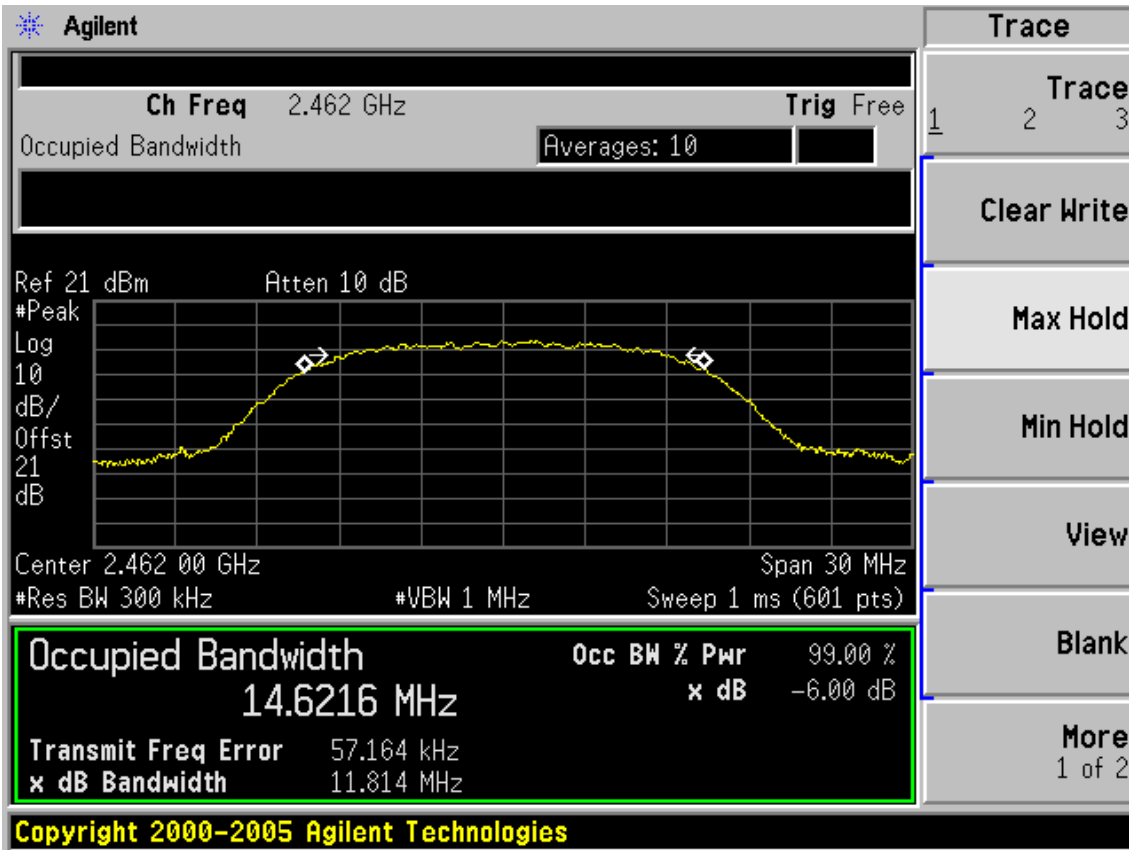 Agilent
Trace
Ch Freq 2.462 GHz Trig Free
Occupied Bandwidth Averages: 10
Ref 21 dBm Atten 10 dB
#Peak
Log
10
dB/
Offst
21
dB
Center 2.462 00 GHz Span 30 MHz
#Res BW 300 kHz #VBW 1 MHz Sweep 1 ms (601 pts)
Occupied Bandwidth
14.6216 MHz
Occ BW % Pwr 99.00 %
x dB -6.00 dB
Transmit Freq Error 57.164 kHz
x dB Bandwidth 11.814 MHz
Copyright 2000-2005 Agilent Technologies
Trace
1 2 3
Clear Write
Max Hold
Min Hold
View
Blank
More
1 of 2